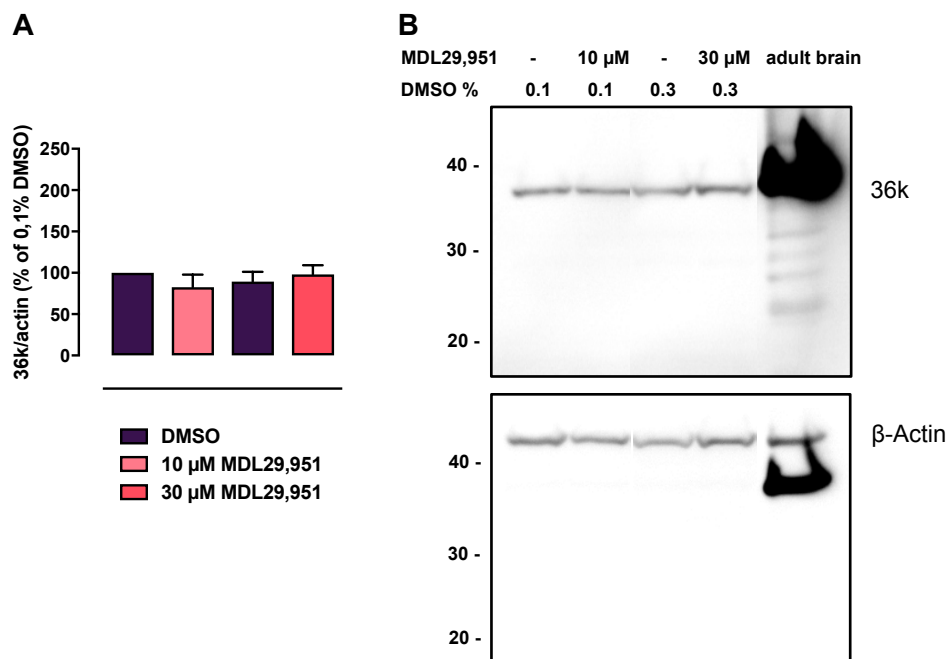 A
36k/actin (% of 0,1% DMSO)
250
200
150
100
50
0
DMSO
10 µM MDL29,951
30 µM MDL29,951
B
MDL29,951 - 10 µM - 30 µM adult brain
DMSO % 0.1 0.1 0.3 0.3
40 -
30 -
20 -
36k
40 -
30 -
20 -
β-Actin